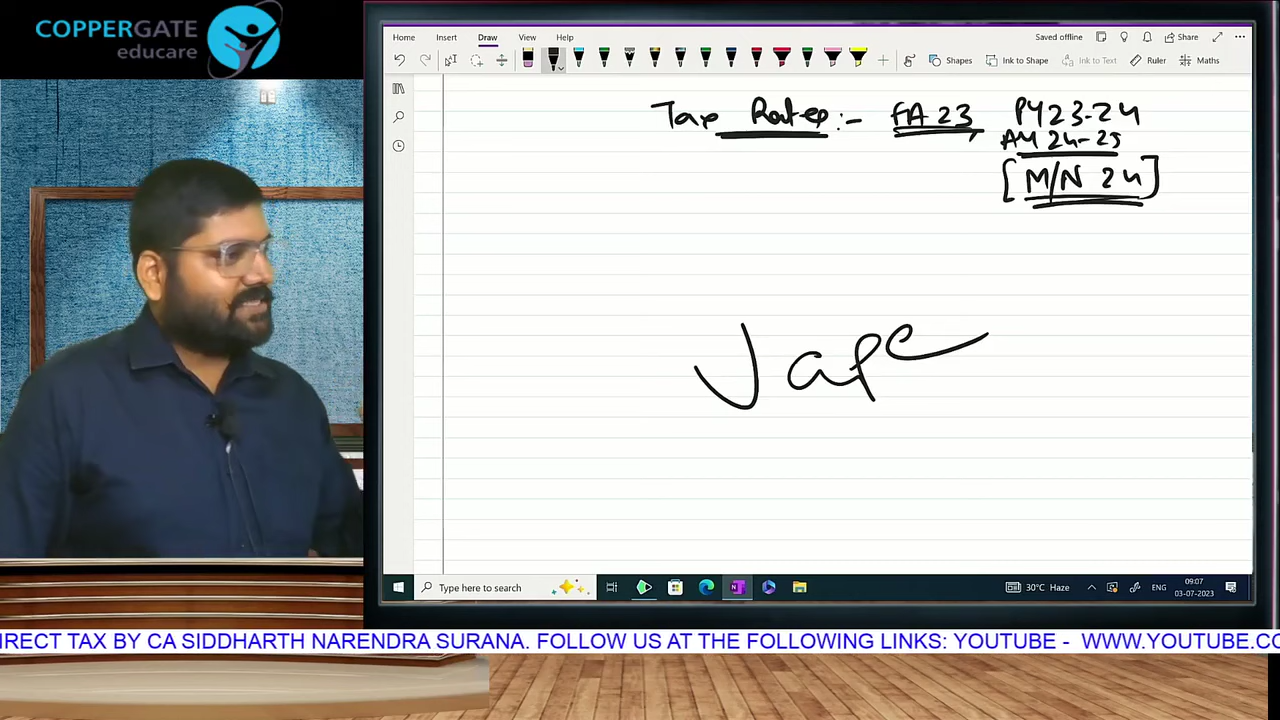 COPPERGATE
educare
Home Insert Draw View Help
Saved offline
Share
Shapes Ink to Shape Ink to Text Ruler Maths
Tax Rates :- FA 23 PY 23-24
AY 24-25
[M/N 24]
Type here to search
30°C Haze
ENG
09:07
03-07-2023
DIRECT TAX BY CA SIDDHARTH NARENDRA SURANA. FOLLOW US AT THE FOLLOWING LINKS: YOUTUBE - WWW.YOUTUBE.CO